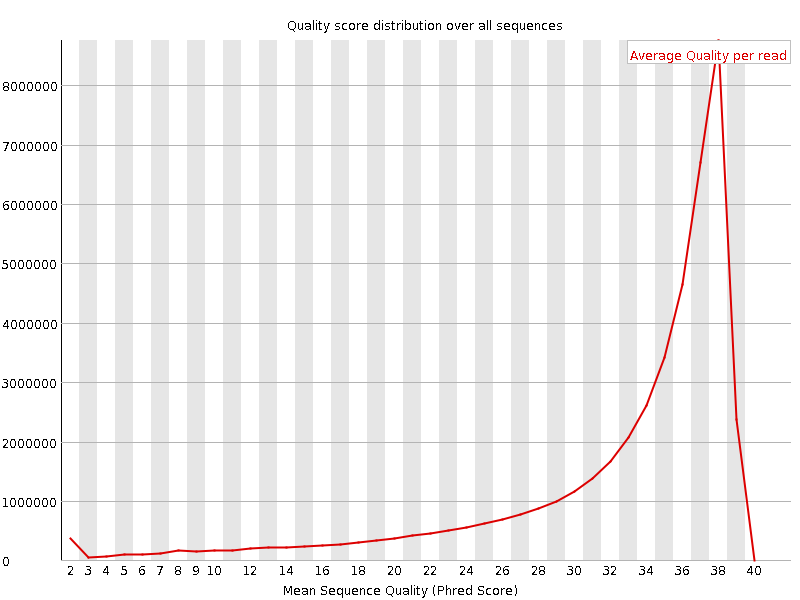 Quality score distribution over all sequences
Average Quality per read
8000000
7000000
6000000
5000000
4000000
3000000
2000000
1000000
0
2 3 4 5 6 7 8 9 10 12 14 16 18 20 22 24 26 28 30 32 34 36 38 40
Mean Sequence Quality (Phred Score)